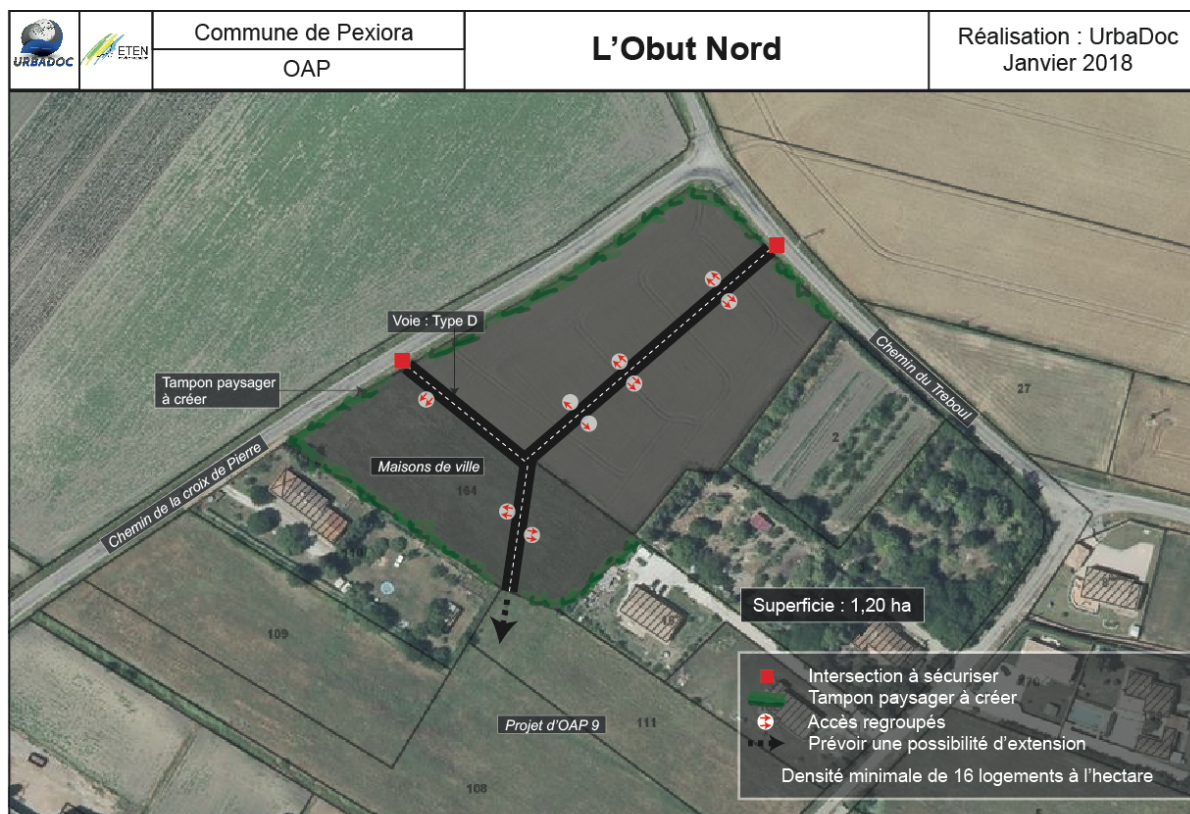 URBADOC
ETEN
Commune de Pexiora
OAP
L'Obut Nord
Réalisation : UrbaDoc
Janvier 2018
Voie : Type D
Tampon paysager
à créer
Chemin de la croix de Pierre
Maisons de ville
164
Chemin du Treboul
27
2
Superficie : 1,20 ha
109
111
108
Projet d'OAP 9
Intersection à sécuriser
Tampon paysager à créer
Accès regroupés
Prévoir une possibilité d'extension
Densité minimale de 16 logements à l'hectare